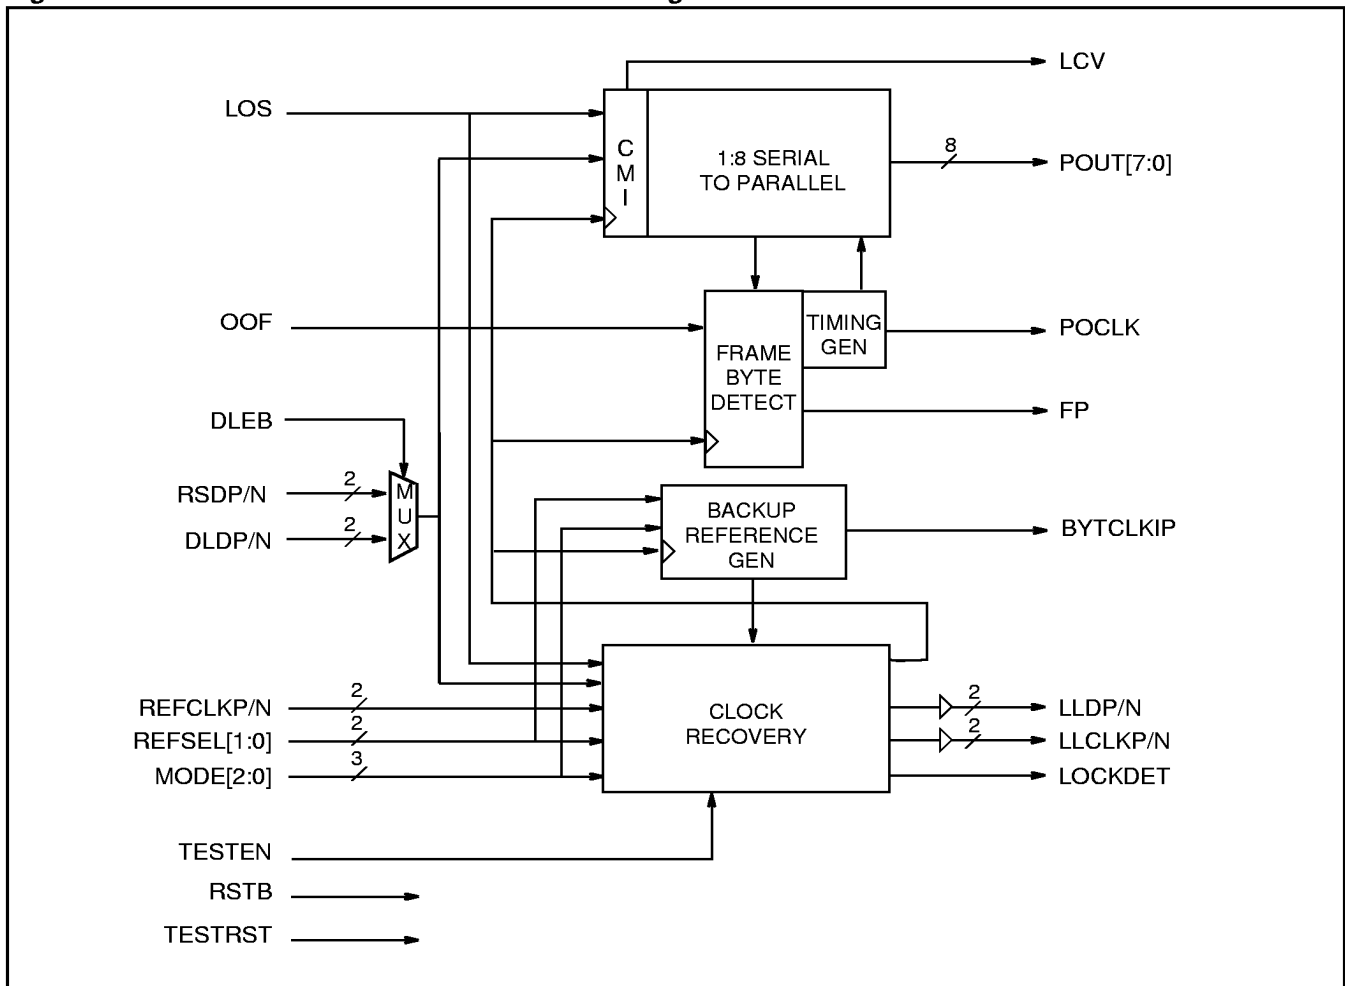 LCV
LOS
C
M
I
1:8 SERIAL
TO PARALLEL
8
POUT[7:0]
OOF
TIMING
GEN
POCLK
FRAME
BYTE
DETECT
FP
DLEB
RSDP/N
2
M
U
X
DLDP/N
2
BACKUP
REFERENCE
GEN
BYTCLKIP
REFCLKP/N
2
CLOCK
RECOVERY
2
LLDP/N
REFSEL[1:0]
2
2
LLCLKP/N
MODE[2:0]
3
LOCKDET
TESTEN
RSTB
TESTRST